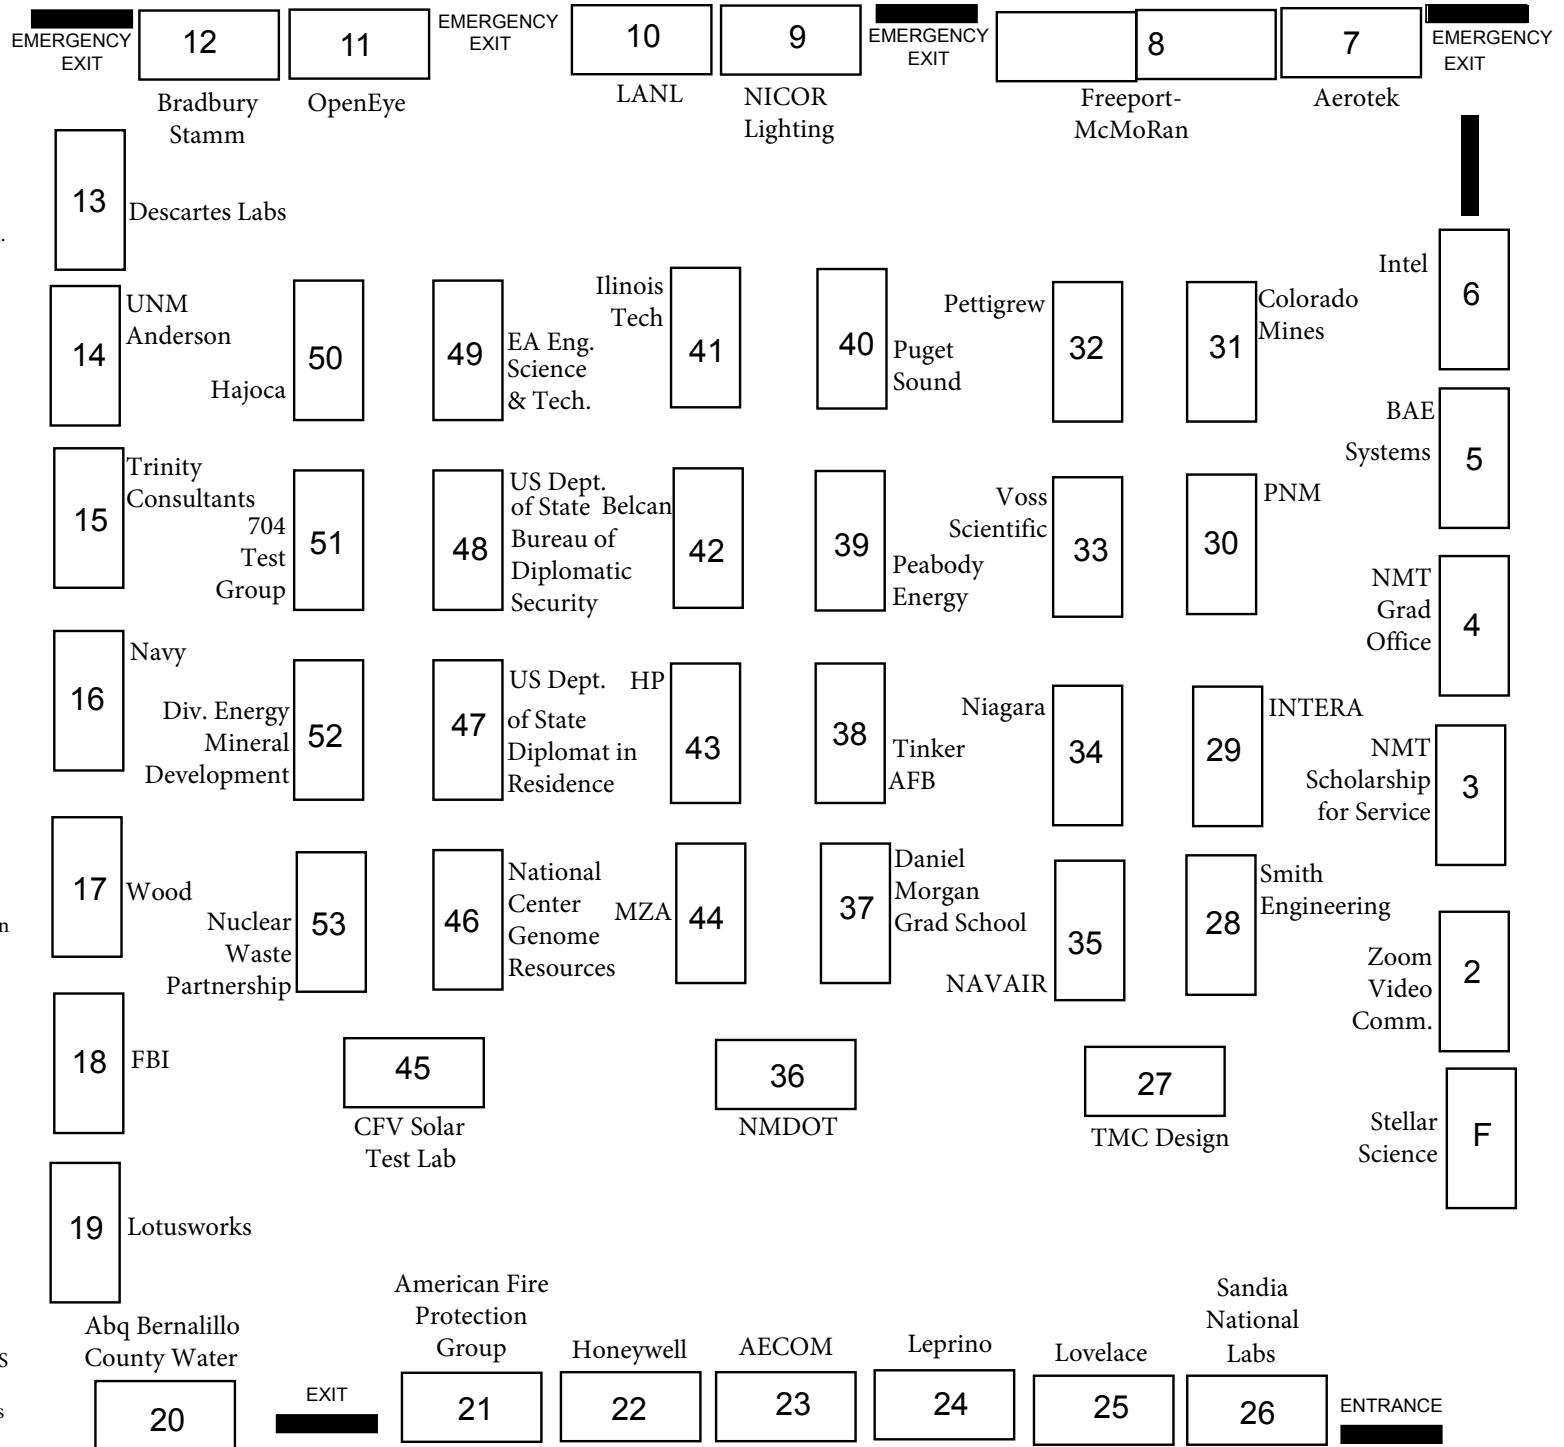 EMERGENCY
EXIT
12
Bradbury
Stamm
11
OpenEye
EMERGENCY
EXIT
10
LANL
9
NICOR
Lighting
EMERGENCY
EXIT
8
Freeport-
McMoRan
7
Aerotek
EMERGENCY
EXIT
13
Descartes Labs
14
UNM
Anderson
50
Hajoca
49
EA Eng.
Science
& Tech.
41
Ilinois
Tech
40
Puget
Sound
32
Pettigrew
31
Colorado
Mines
6
Intel
5
BAE
Systems
15
Trinity
Consultants
51
704
Test
Group
48
US Dept.
of State
Bureau of
Diplomatic
Security
42
Belcan
39
Peabody
Energy
33
Voss
Scientific
30
PNM
4
NMT
Grad
Office
16
Navy
52
Div. Energy
Mineral
Development
47
US Dept.
of State
Diplomat in
Residence
43
HP
38
Tinker
AFB
34
Niagara
29
INTERA
3
NMT
Scholarship
for Service
17
Wood
53
Nuclear
Waste
Partnership
46
National
Center
Genome
Resources
44
MZA
37
Daniel
Morgan
Grad School
35
NAVAIR
28
Smith
Engineering
2
Zoom
Video
Comm.
18
FBI
45
CFV Solar
Test Lab
36
NMDOT
27
TMC Design
F
Stellar
Science
19
Lotusworks
Abq Bernalillo
County Water
20
EXIT
American Fire
Protection
Group
21
Honeywell
22
AECOM
23
Leprino
24
Lovelace
25
Sandia
National
Labs
26
ENTRANCE